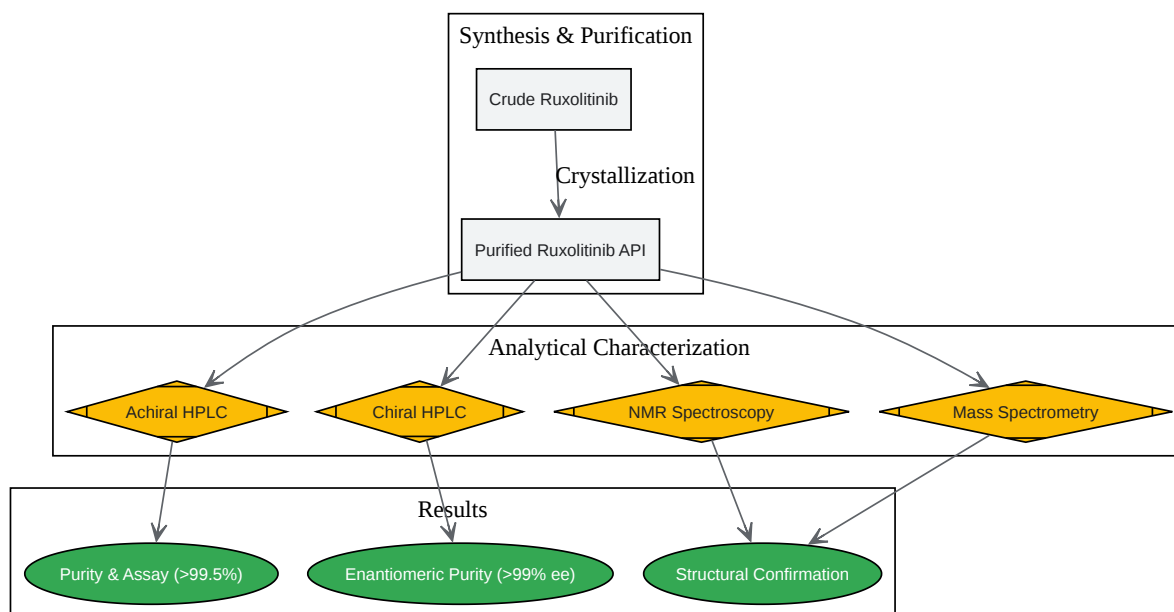 Synthesis & Purification
Crude Ruxolitinib
Crystallization
Purified Ruxolitinib API
Analytical Characterization
Achiral HPLC
Chiral HPLC
NMR Spectroscopy
Mass Spectrometry
Results
Purity & Assay (>99.5%)
Enantiomeric Purity (>99% ee)
Structural Confirmation